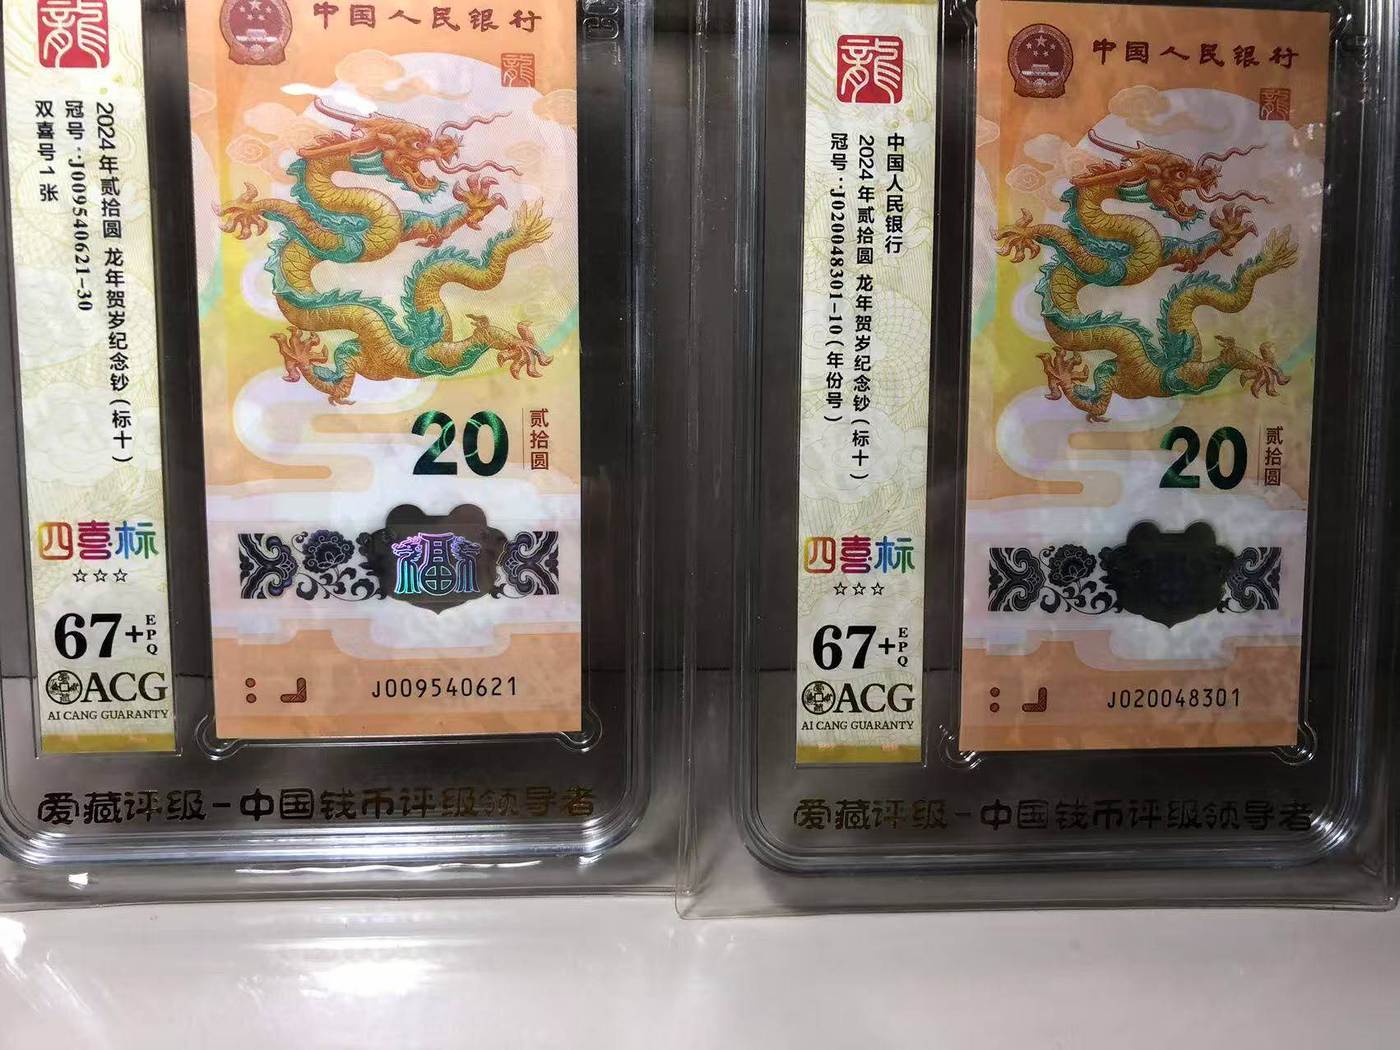 龍
2024年贰拾圆 龙年贺岁纪念钞(标十)
冠号:J009540621-30
双喜号1张
四喜标
☆☆☆
67+EPQ
ACG
AI CANG GUARANTY
中国人民银行
龍
20
贰拾圆
福
J009540621
爱藏评级-中国钱币评级领导者
龍
中国人民银行
2024年贰拾圆 龙年贺岁纪念钞(标十)
冠号:J020048301-10(年份号)
四喜标
☆☆☆
67+EPQ
ACG
AI CANG GUARANTY
中国人民银行
龍
20
贰拾圆
J020048301
爱藏评级-中国钱币评级领导者